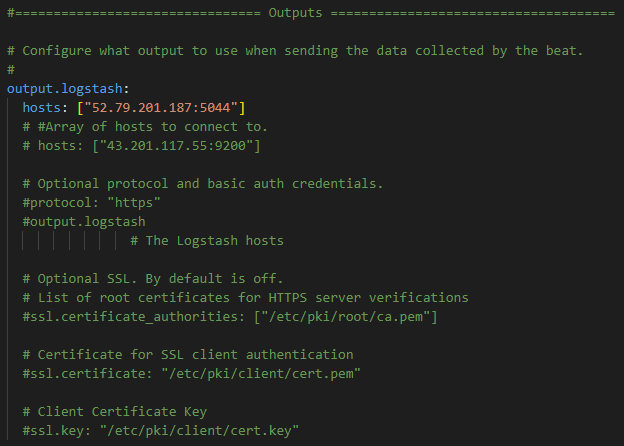 #================================ Outputs =====================================
# Configure what output to use when sending the data collected by the beat.
#
output.logstash:
hosts: ["52.79.201.187:5044"]
# #Array of hosts to connect to.
# hosts: ["43.201.117.55:9200"]
# Optional protocol and basic auth credentials.
#protocol: "https"
#output.logstash
# The Logstash hosts
# Optional SSL. By default is off.
# List of root certificates for HTTPS server verifications
#ssl.certificate_authorities: ["/etc/pki/root/ca.pem"]
# Certificate for SSL client authentication
#ssl.certificate: "/etc/pki/client/cert.pem"
# Client Certificate Key
#ssl.key: "/etc/pki/client/cert.key"